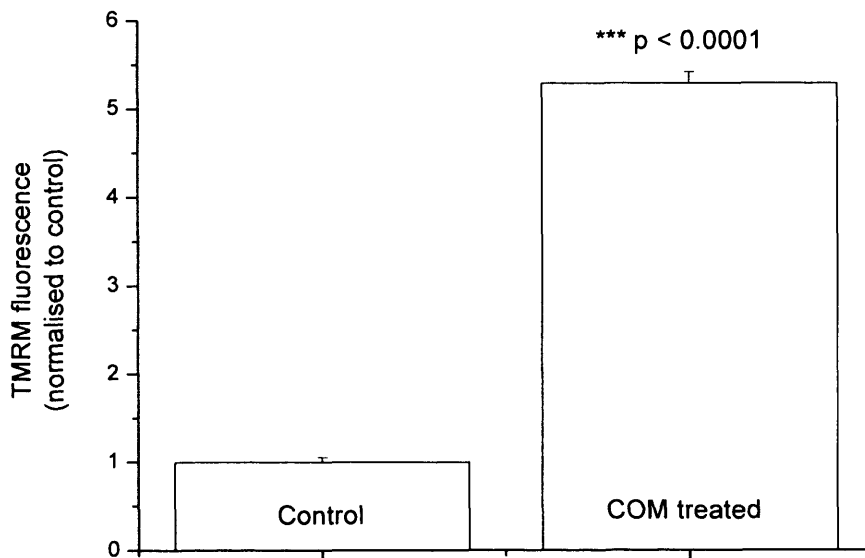 TMRM fluorescence
(normalised to control)
6
5
4
3
2
1
0
*** p < 0.0001
Control
COM treated